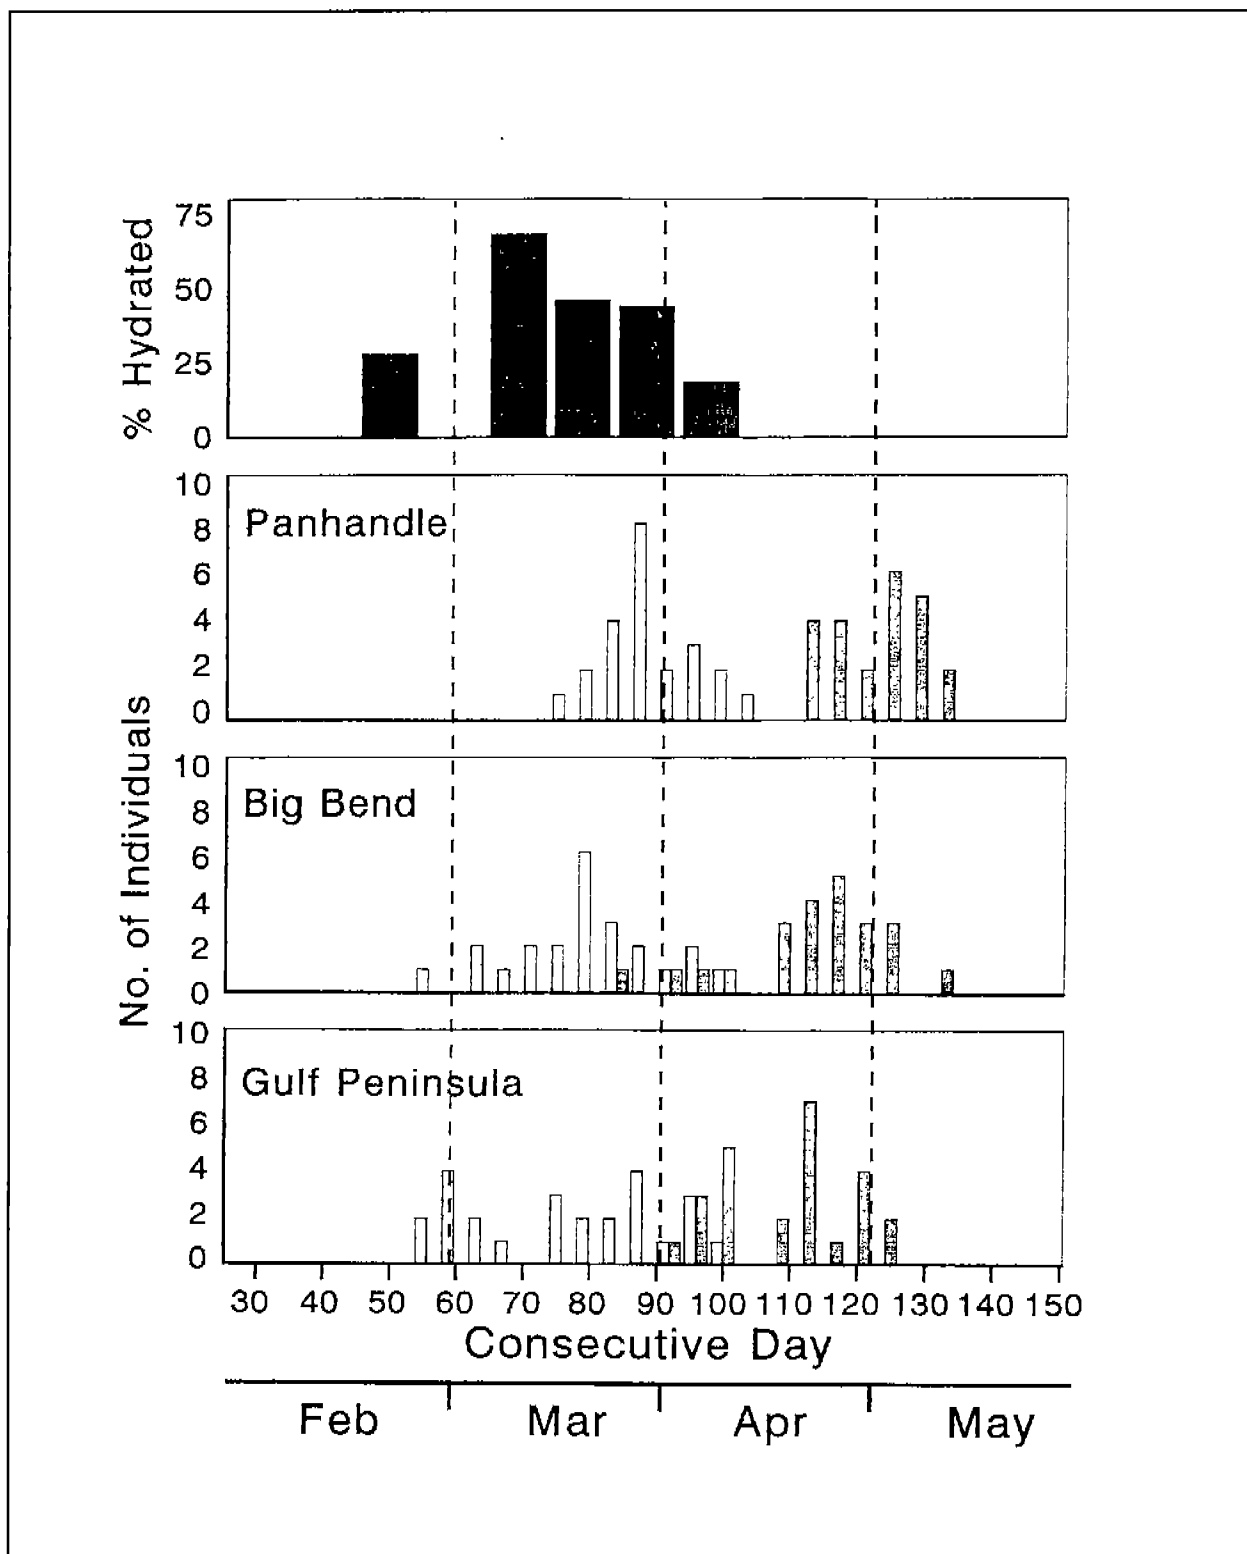 % Hydrated
75
50
25
0
No. of Individuals
Panhandle
10
8
6
4
2
0
Big Bend
10
8
6
4
2
0
Gulf Peninsula
10
8
6
4
2
0
30 40 50 60 70 80 90 100 110 120 130 140 150
Consecutive Day
Feb Mar Apr May